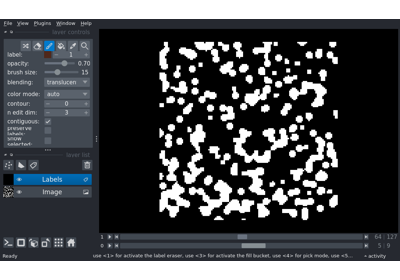 File View Plugins Window Help
layer controls
label: 1
opacity: 0.70
brush size: 15
blending: translucen
color mode: auto
contour: 0
n edit dim: 3
contiguous:
preserve labels:
show selected:
layer list
Labels
Image
1 64 127
0 5 9
Ready use <1> for activate the label eraser, use <3> for activate the fill bucket, use <4> for pick mode, use <5... activity